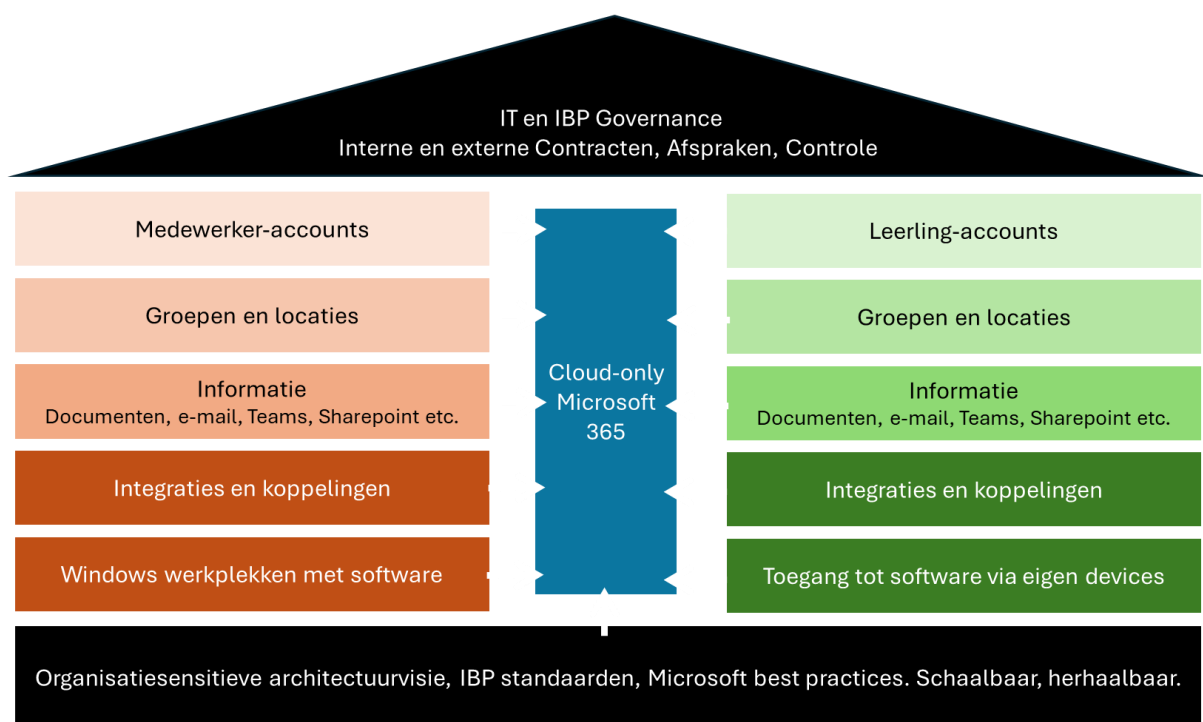 IT en IBP Governance
Interne en externe Contracten, Afspraken, Controle
Medewerker-accounts
Groepen en locaties
Informatie
Documenten, e-mail, Teams, Sharepoint etc.
Integraties en koppelingen
Windows werkplekken met software
Cloud-only
Microsoft
365
Leerling-accounts
Groepen en locaties
Informatie
Documenten, e-mail, Teams, Sharepoint etc.
Integraties en koppelingen
Toegang tot software via eigen devices
Organisatiesensitieve architectuurvisie, IBP standaarden, Microsoft best practices. Schaalbaar, herhaalbaar.